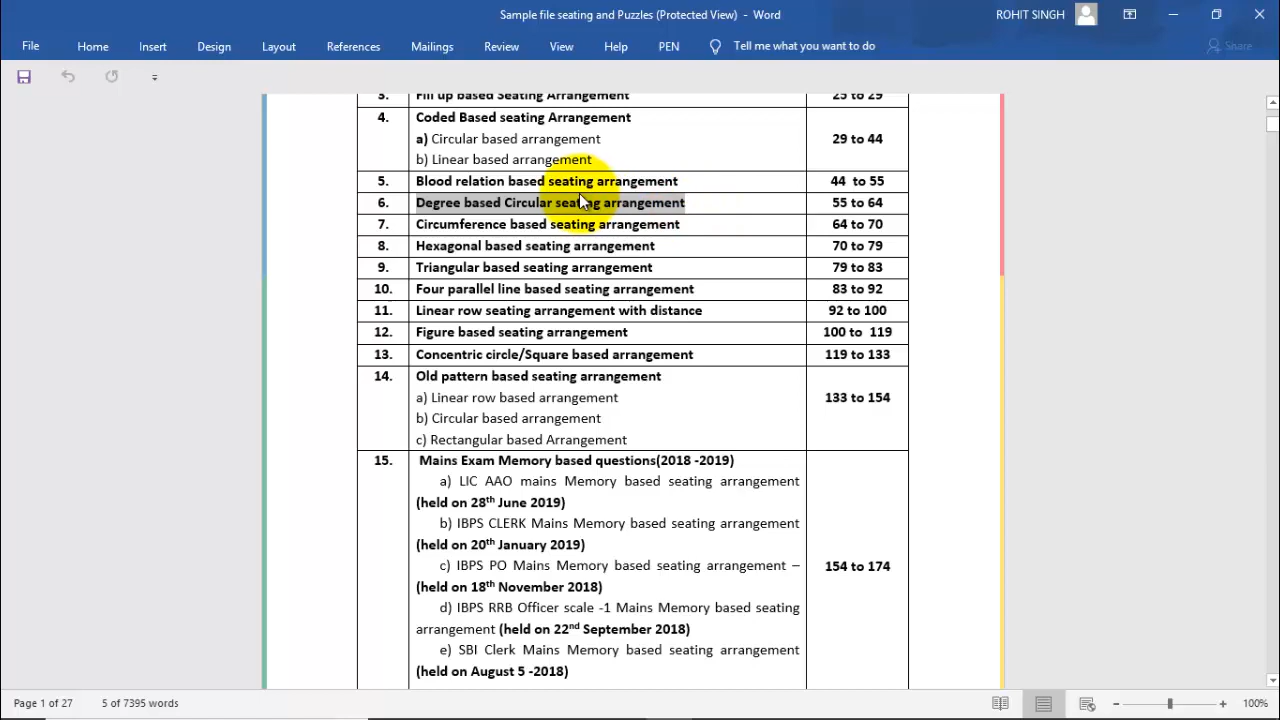 Sample file seating and Puzzles (Protected View) - Word
ROHIT SINGH
File Home Insert Design Layout References Mailings Review View Help PEN Tell me what you want to do Share
3. Fill up based Seating Arrangement 25 to 29
4. Coded Based seating Arrangement
a) Circular based arrangement 29 to 44
b) Linear based arrangement
5. Blood relation based seating arrangement 44 to 55
6. Degree based Circular seating arrangement 55 to 64
7. Circumference based seating arrangement 64 to 70
8. Hexagonal based seating arrangement 70 to 79
9. Triangular based seating arrangement 79 to 83
10. Four parallel line based seating arrangement 83 to 92
11. Linear row seating arrangement with distance 92 to 100
12. Figure based seating arrangement 100 to 119
13. Concentric circle/Square based arrangement 119 to 133
14. Old pattern based seating arrangement
a) Linear row based arrangement 133 to 154
b) Circular based arrangement
c) Rectangular based Arrangement
15. Mains Exam Memory based questions(2018 -2019)
a) LIC AAO mains Memory based seating arrangement
(held on 28th June 2019)
b) IBPS CLERK Mains Memory based seating arrangement
(held on 20th January 2019)
c) IBPS PO Mains Memory based seating arrangement – 154 to 174
(held on 18th November 2018)
d) IBPS RRB Officer scale -1 Mains Memory based seating
arrangement (held on 22nd September 2018)
e) SBI Clerk Mains Memory based seating arrangement
(held on August 5 -2018)
Page 1 of 27 5 of 7395 words 100%